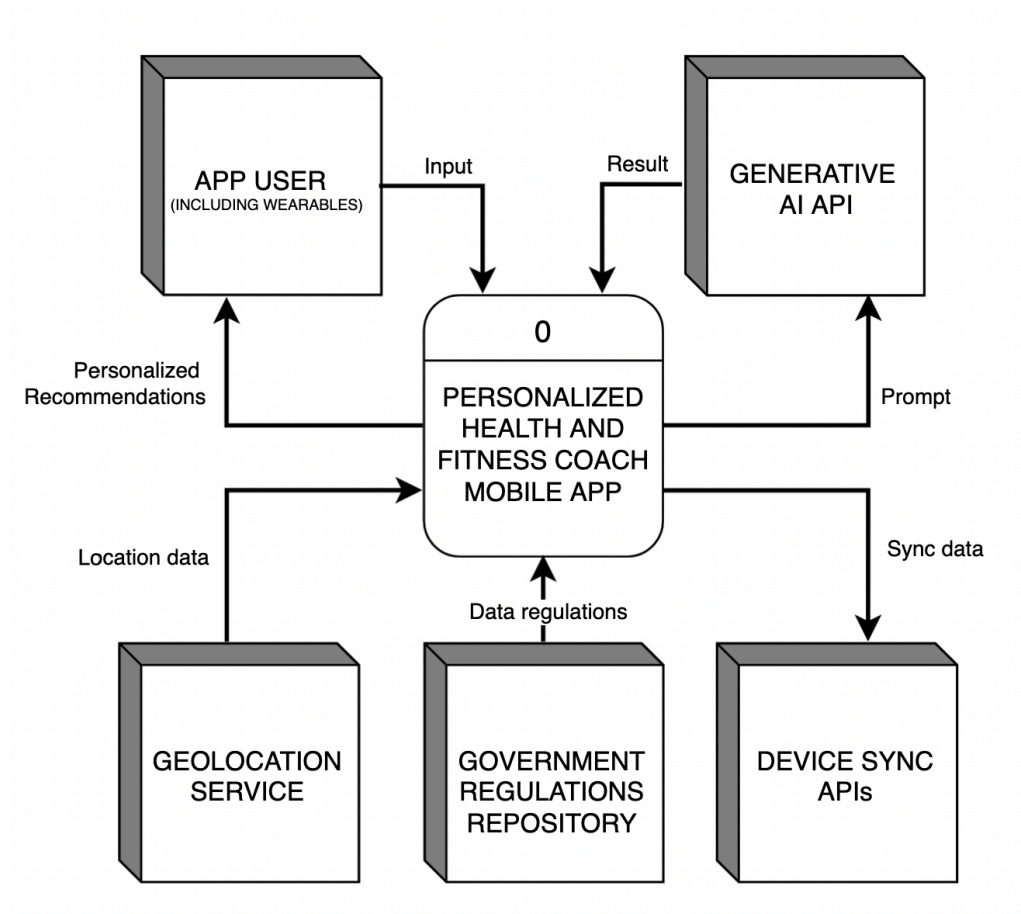 Input
Result
APP USER
(INCLUDING WEARABLES)
GENERATIVE
AI API
0
Personalized
Recommendations
PERSONALIZED
HEALTH AND
FITNESS COACH
MOBILE APP
Prompt
Location data
Sync data
Data regulations
GEOLOCATION
SERVICE
GOVERNMENT
REGULATIONS
REPOSITORY
DEVICE SYNC
APIs